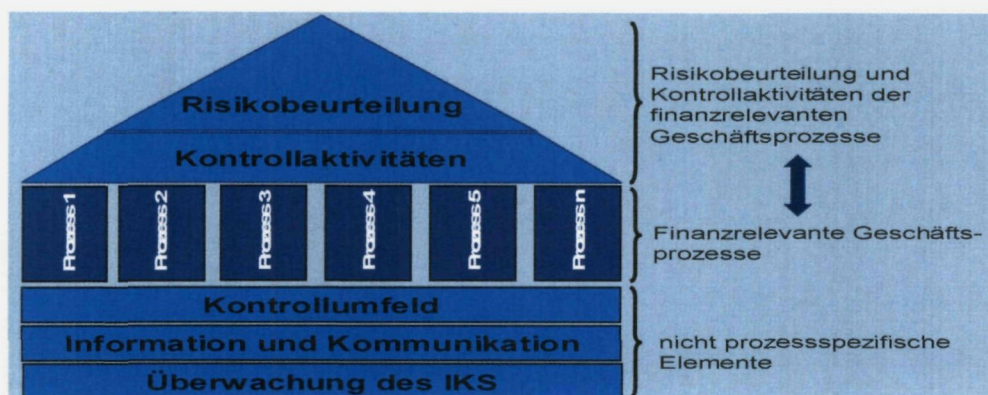 Risikobeurteilung
Kontrollaktivitäten
Prozess 1
Prozess 2
Prozess 3
Prozess 4
Prozess 5
Prozess n
Kontrollumfeld
Information und Kommunikation
Überwachung des IKS
Risikobeurteilung und
Kontrollaktivitäten der
finanzrelevanten
Geschäftsprozesse
Finanzrelevante Geschäfts-
prozesse
nicht prozessspezifische
Elemente